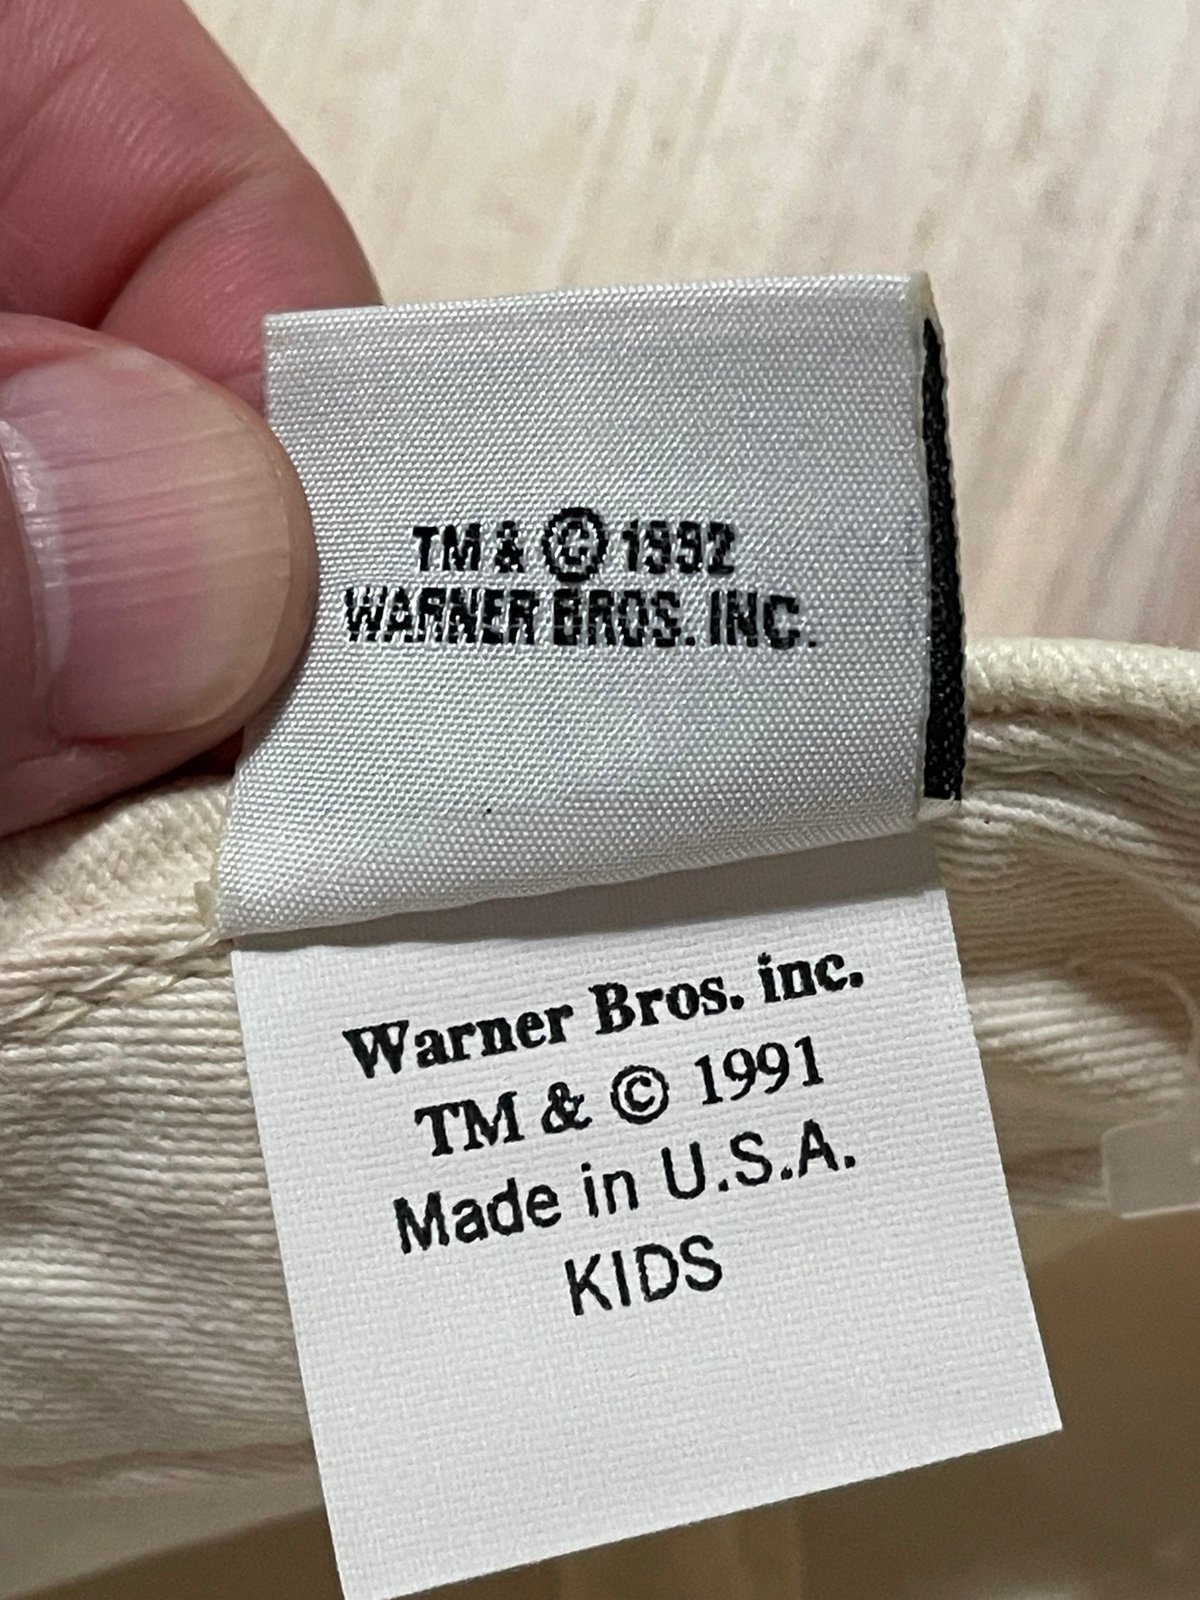 TM & © 1992
WARNER BROS. INC.
Warner Bros. inc.
TM & © 1991
Made in U.S.A.
KIDS